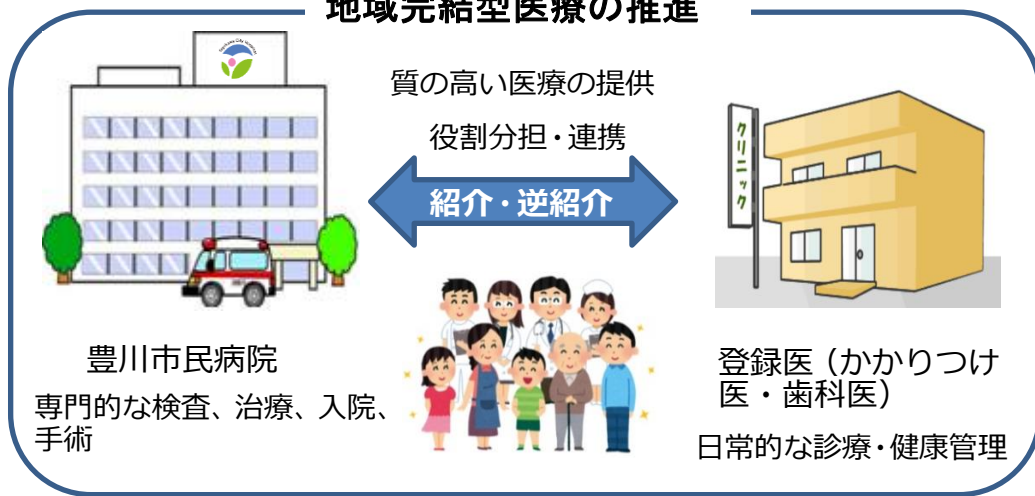 地域完結型医療の推進
質の高い医療の提供
役割分担・連携
紹介・逆紹介
クリニック
豊川市民病院
専門的な検査、治療、入院、
手術
登録医（かかりつけ
医・歯科医）
日常的な診療・健康管理